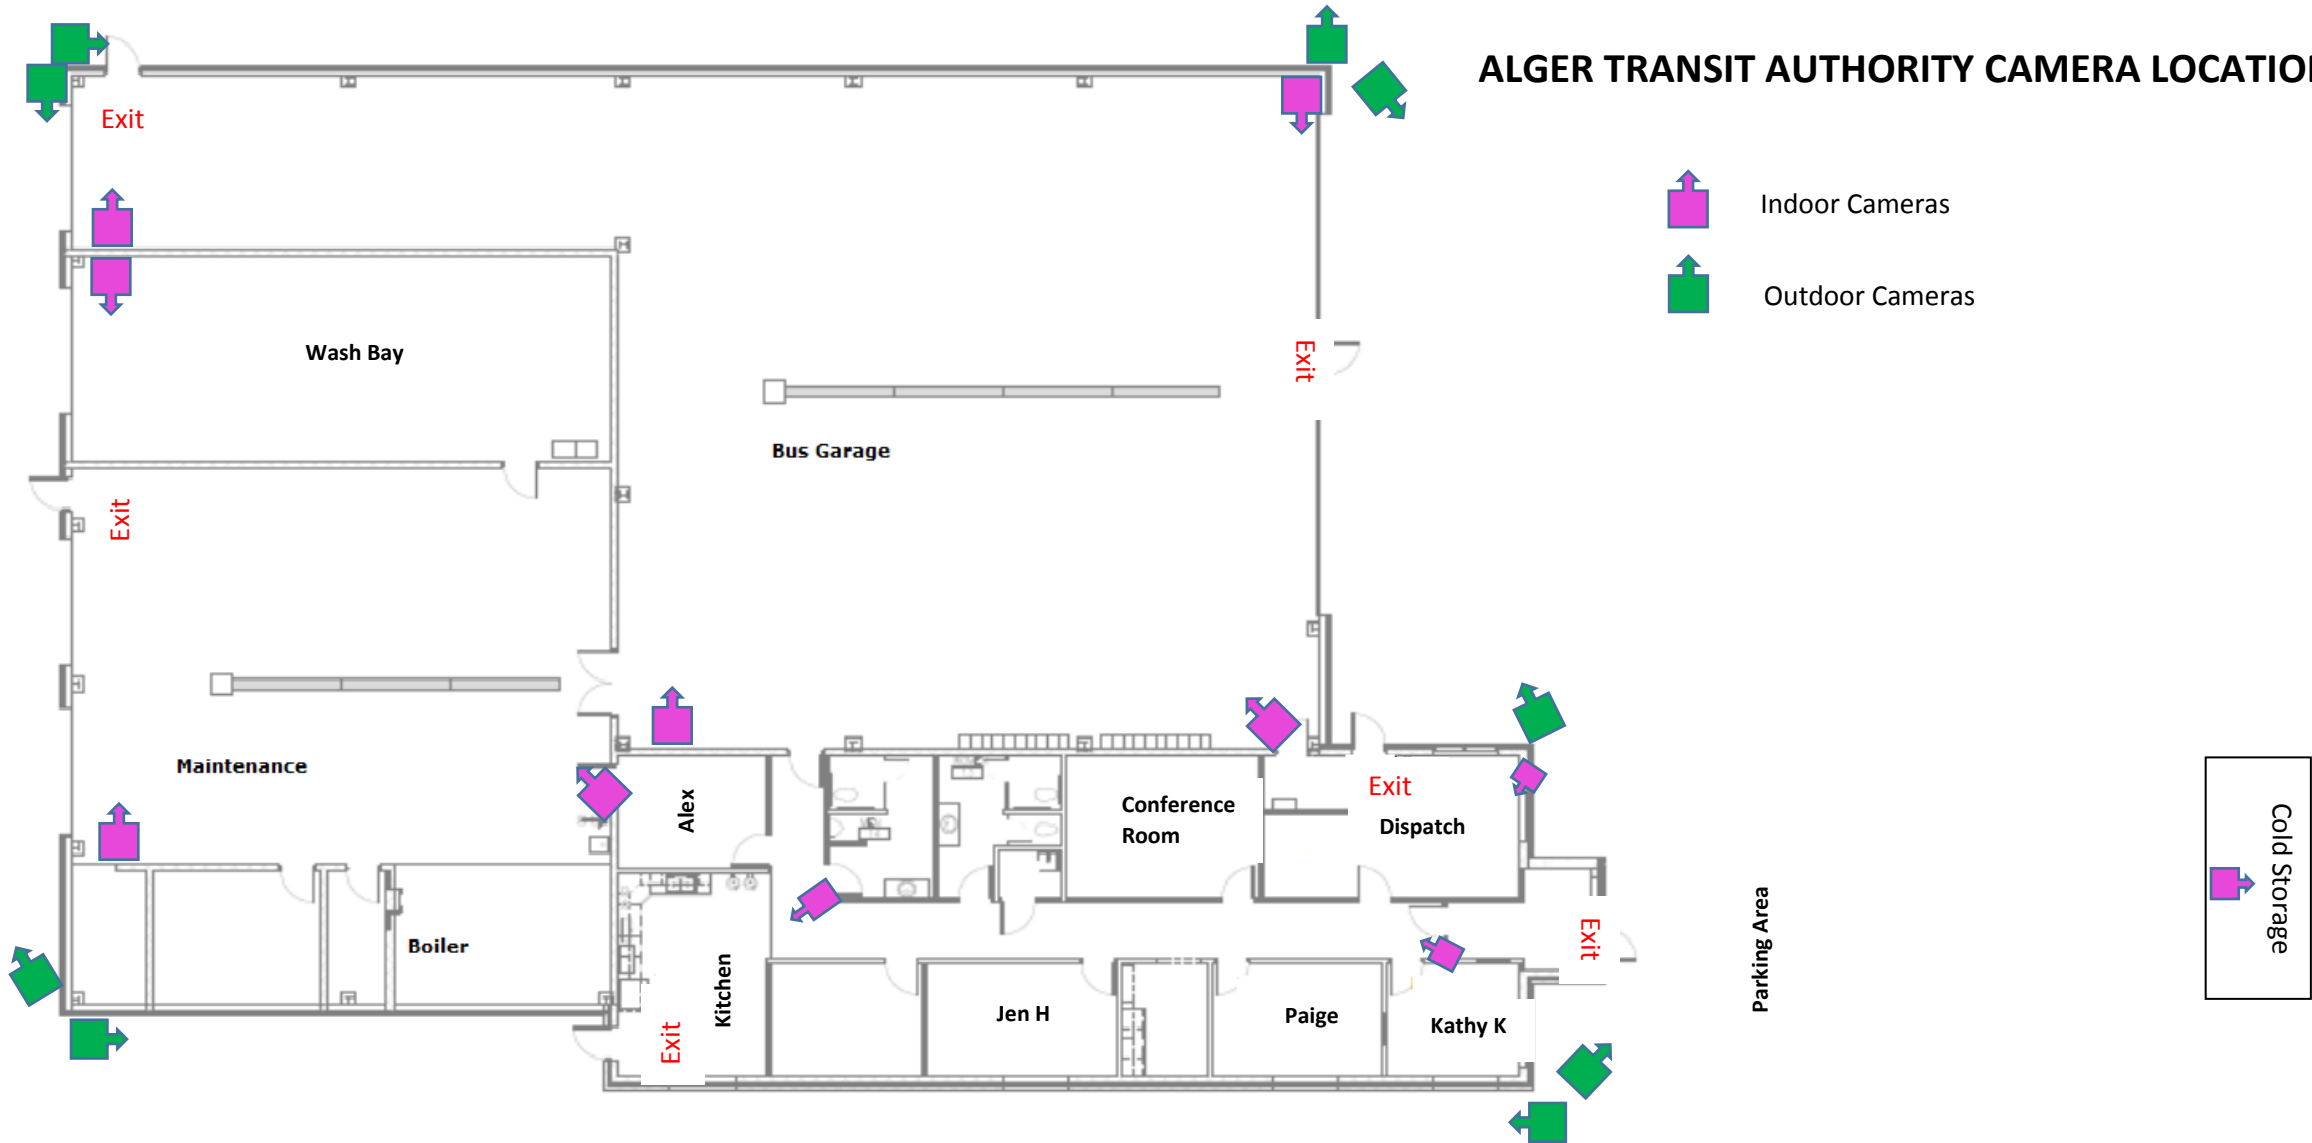 ALGER TRANSIT AUTHORITY CAMERA LOCATION
Exit
Indoor Cameras
Outdoor Cameras
Wash Bay
Exit
Bus Garage
Exit
Maintenance
Alex
Conference
Room
Exit
Dispatch
Cold Storage
Boiler
Kitchen
Exit
Jen H
Paige
Kathy K
Exit
Parking Area